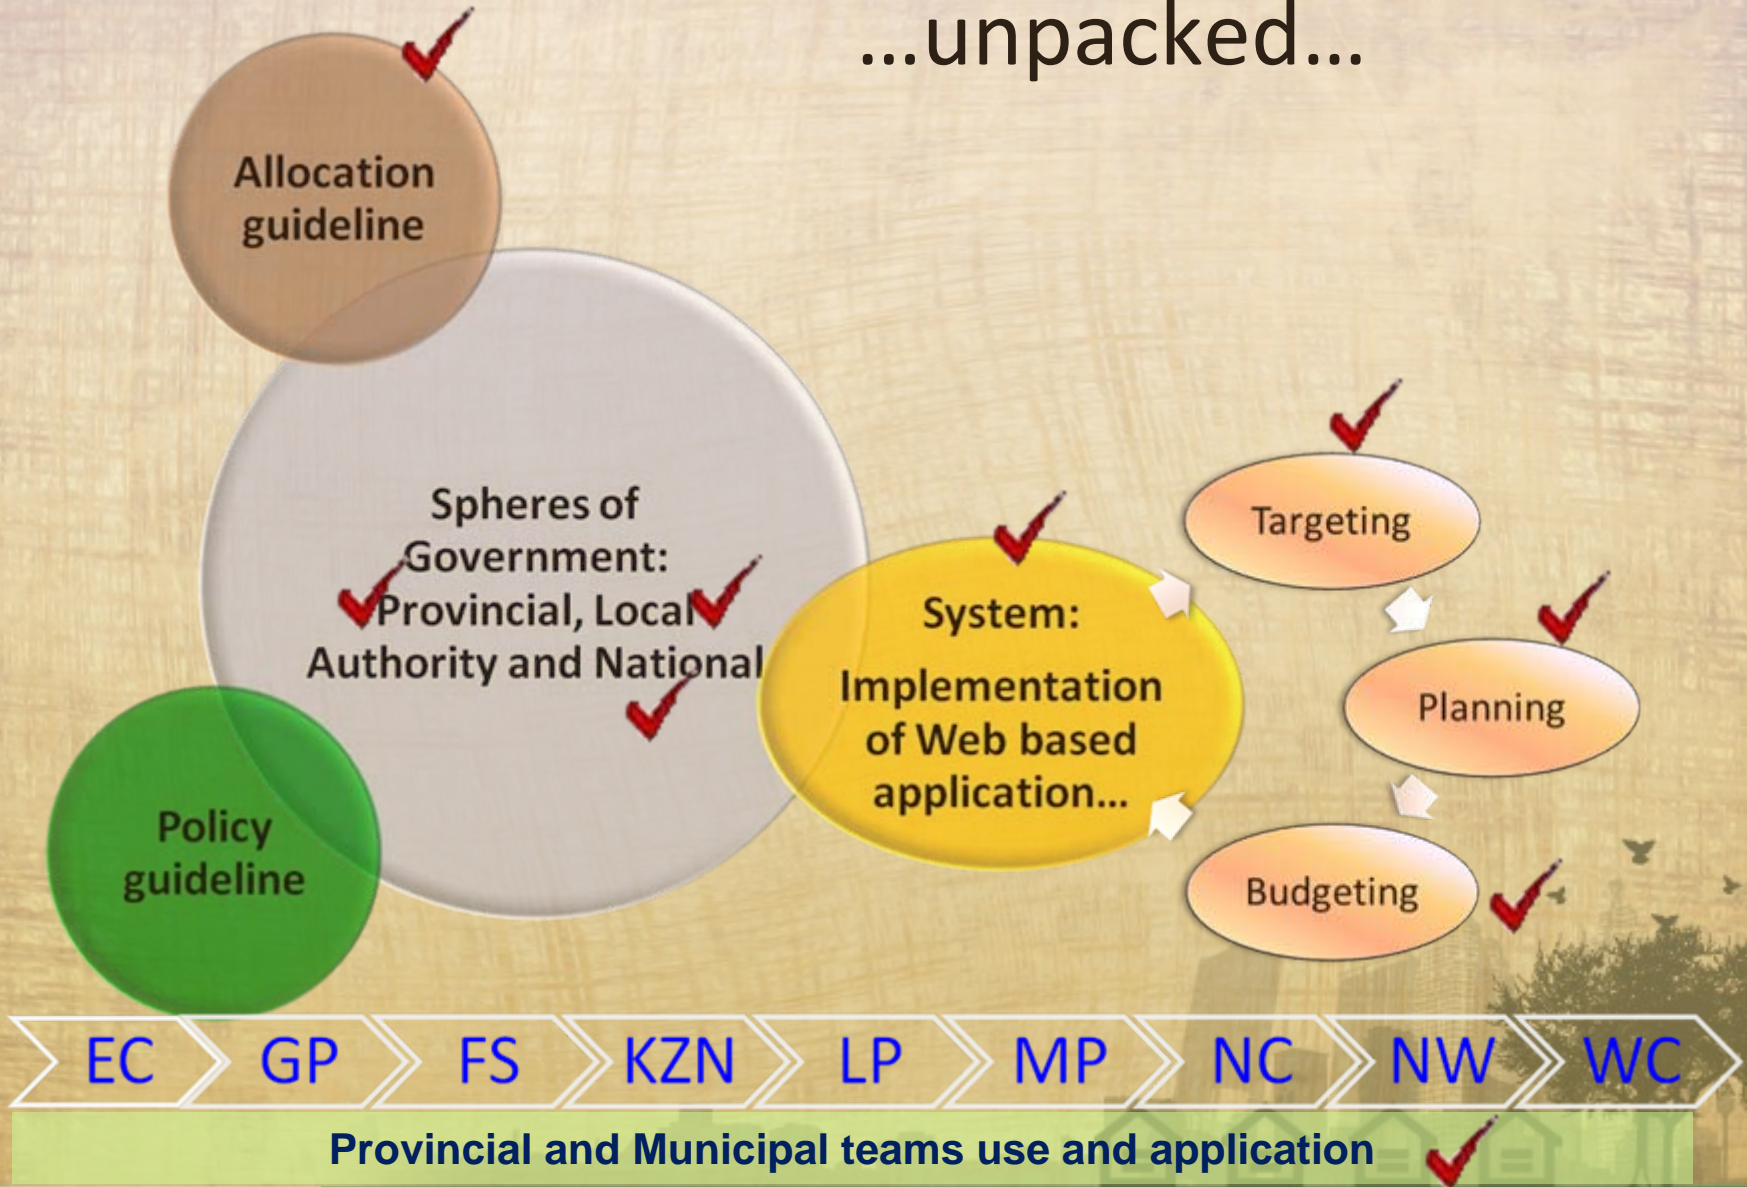 ...unpacked...
Allocation
guideline
Spheres of
Government:
Provincial, Local
Authority and National
Policy
guideline
System:
Implementation
of Web based
application...
Targeting
Planning
Budgeting
EC GP FS KZN LP MP NC NW WC
Provincial and Municipal teams use and application